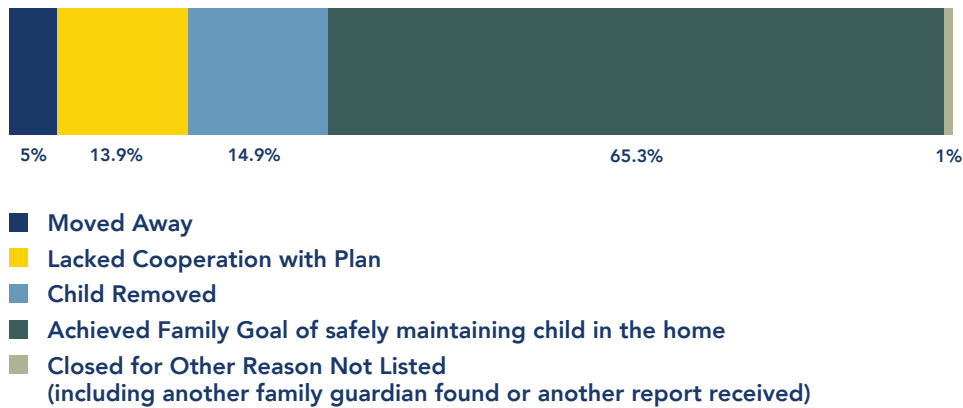 5% 13.9% 14.9% 65.3% 1%
Moved Away
Lacked Cooperation with Plan
Child Removed
Achieved Family Goal of safely maintaining child in the home
Closed for Other Reason Not Listed
(including another family guardian found or another report received)